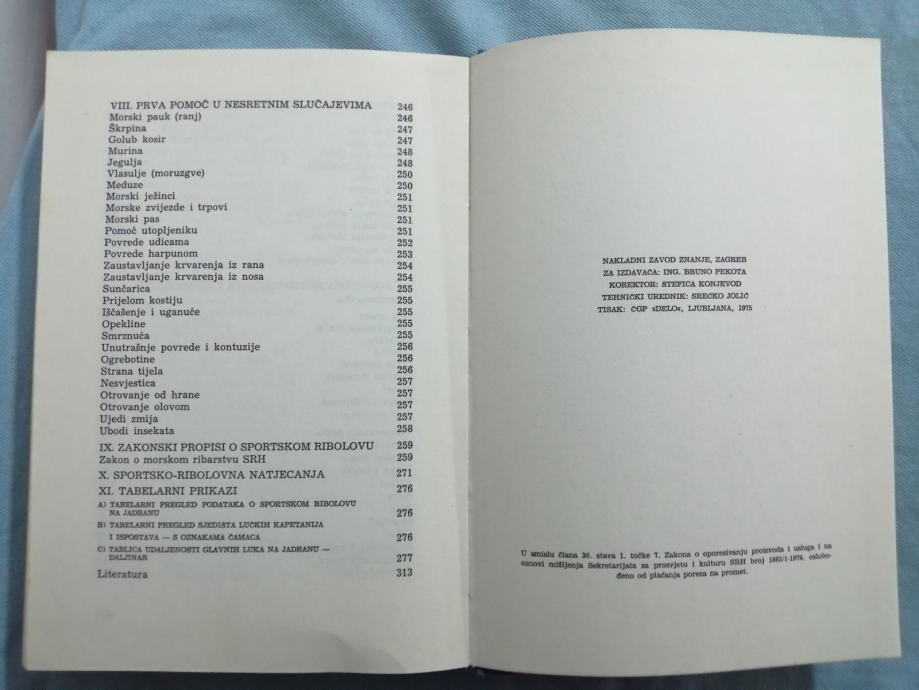 VIII. PRVA POMOĆ U NESRETNIM SLUČAJEVIMA 246
Morski pauk (ranj) 246
Škrpina 247
Golub kosir 247
Murina 248
Jegulja 248
Vlasulje (moruzgve) 250
Meduze 250
Morski ježinci 251
Morske zvijezde i trpovi 251
Morski pas 251
Pomoć utopljeniku 251
Povrede udicama 252
Povrede harpunom 253
Zaustavljanje krvarenja iz rana 254
Zaustavljanje krvarenja iz nosa 254
Sunčarica 255
Prijelom kostiju 255
Iščašenje i uganuće 255
Opekline 255
Smrznuća 255
Unutrašnje povrede i kontuzije 256
Ogrebotine 256
Strana tijela 256
Nesvjestica 257
Otrovanje od hrane 257
Otrovanje olovom 257
Ujedi zmija 257
Ubodi insekata 258
IX. ZAKONSKI PROPISI O SPORTSKOM RIBOLOVU 259
Zakon o morskom ribarstvu SRH 259
X. SPORTSKO-RIBOLOVNA NATJECANJA 271
XI. TABELARNI PRIKAZI 276
A) TABELARNI PREGLED PODATAKA O SPORTSKOM RIBOLOVU
NA JADRANU 276
B) TABELARNI PREGLED SJEDIŠTA LUČKIH KAPETANIJA
I ISPOSTAVA — S OZNAKAMA ČAMACA 276
C) TABLICA UDALJENOSTI GLAVNIH LUKA NA JADRANU —
DALJINAR 277
Literatura 313
NAKLADNI ZAVOD ZNANJE, ZAGREB
ZA IZDAVAČA: ING. BRUNO PEKOTA
KOREKTOR: ŠTEFICA KONJEVOD
TEHNIČKI UREDNIK: SREĆKO JOLIĆ
TISAK: ČGP »DELO«, LJUBLJANA, 1975
U smislu člana 36. stava 1. točke 7. Zakona o oporezivanju proizvoda i usluga i na
osnovi mišljenja Sekretarijata za prosvjetu i kulturu SRH broj 1885/1-1974. oslobo-
đeno od plaćanja poreza na promet.